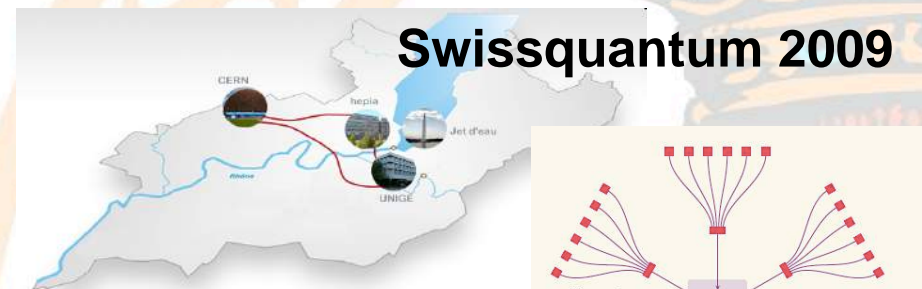 Swissquantum 2009
CERN
hepia
Jet d'eau
Rhône
UNIGE